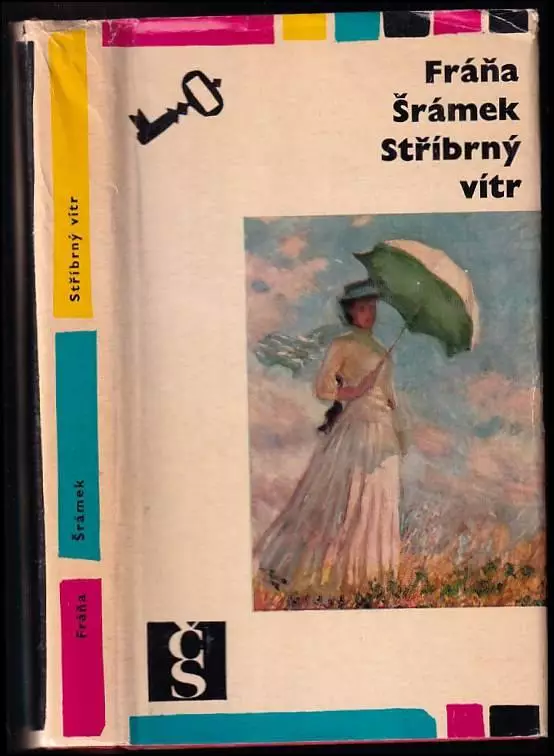 Fráňa
Šrámek
Stříbrný
vítr
Stříbrný vítr
Šrámek
Fráňa
ČS